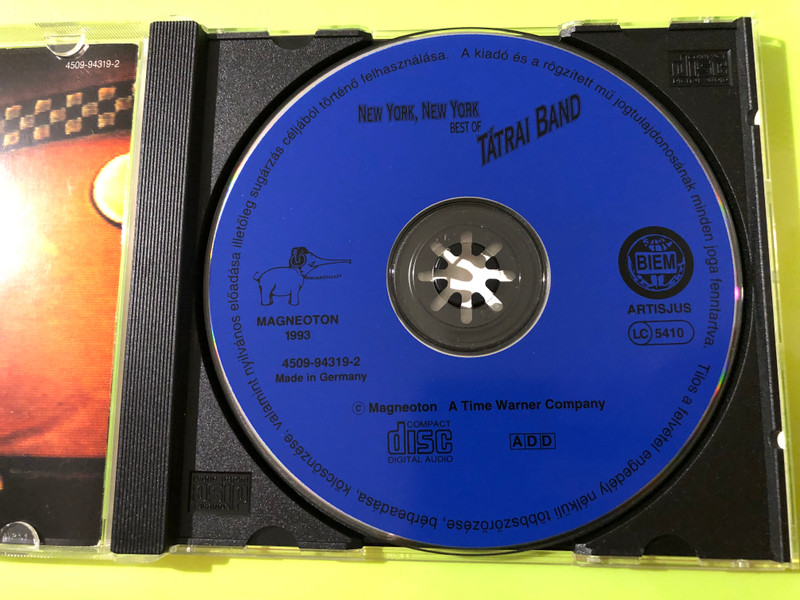 4509-94319-2
A kiadó és a rögzített mű jogtulajdonosának minden joga fenntartva. Tilos a felvétel engedély nélküli többszörözése, bérbeadása, kölcsönzése, valamint nyilvános előadása illetőleg sugárzás céljából történő felhasználása.
NEW YORK, NEW YORK
BEST OF
TÁTRAI BAND
BIEM
ARTISJUS
LC 5410
MAGNEOTON
1993
4509-94319-2
Made in Germany
© Magneoton A Time Warner Company
COMPACT
disc
DIGITAL AUDIO
ADD